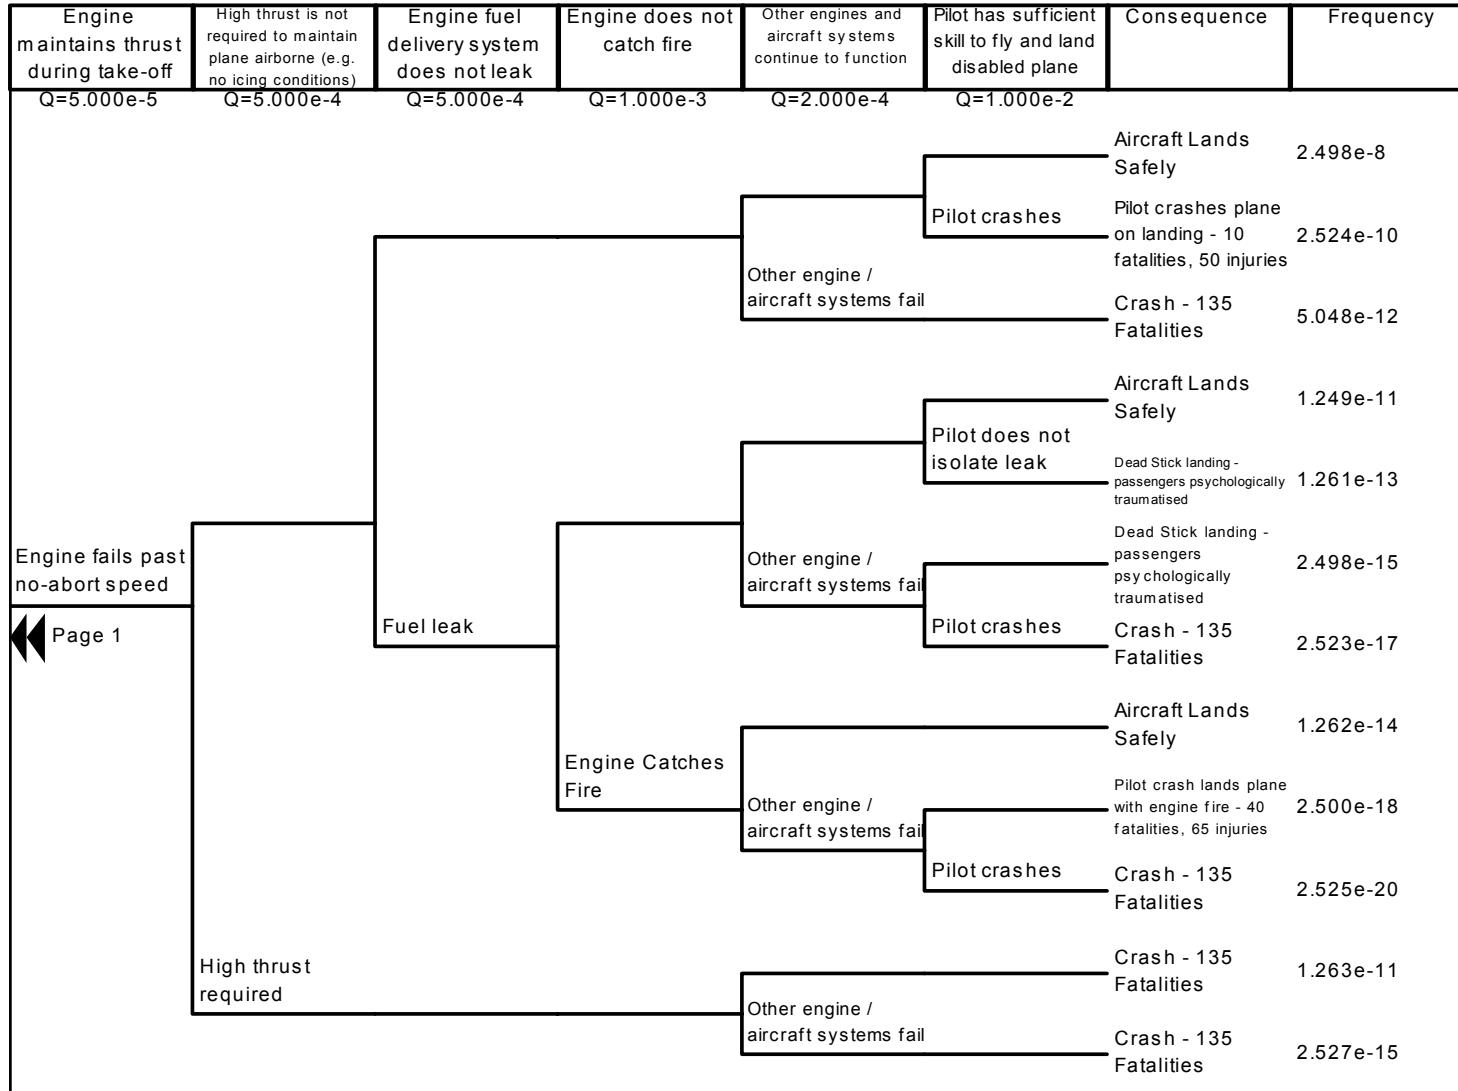 Engine
maintains thrust
during take-off
High thrust is not
required to maintain
plane airborne (e.g.
no icing conditions)
Engine fuel
delivery system
does not leak
Engine does not
catch fire
Other engines and
aircraft systems
continue to function
Pilot has sufficient
skill to fly and land
disabled plane
Consequence
Frequency
Q=5.000e-5
Q=5.000e-4
Q=5.000e-4
Q=1.000e-3
Q=2.000e-4
Q=1.000e-2
Aircraft Lands
Safely
2.498e-8
Pilot crashes
Pilot crashes plane
on landing - 10
fatalities, 50 injuries
2.524e-10
Other engine /
aircraft systems fail
Crash - 135
Fatalities
5.048e-12
Aircraft Lands
Safely
1.249e-11
Pilot does not
isolate leak
Dead Stick landing -
passengers psychologically
traumatised
1.261e-13
Engine fails past
no-abort speed
Page 1
Other engine /
aircraft systems fail
Dead Stick landing -
passengers
psychologically
traumatised
2.498e-15
Fuel leak
Pilot crashes
Crash - 135
Fatalities
2.523e-17
Aircraft Lands
Safely
1.262e-14
Engine Catches
Fire
Other engine /
aircraft systems fail
Pilot crash lands plane
with engine fire - 40
fatalities, 65 injuries
2.500e-18
Pilot crashes
Crash - 135
Fatalities
2.525e-20
High thrust
required
Crash - 135
Fatalities
1.263e-11
Other engine /
aircraft systems fail
Crash - 135
Fatalities
2.527e-15